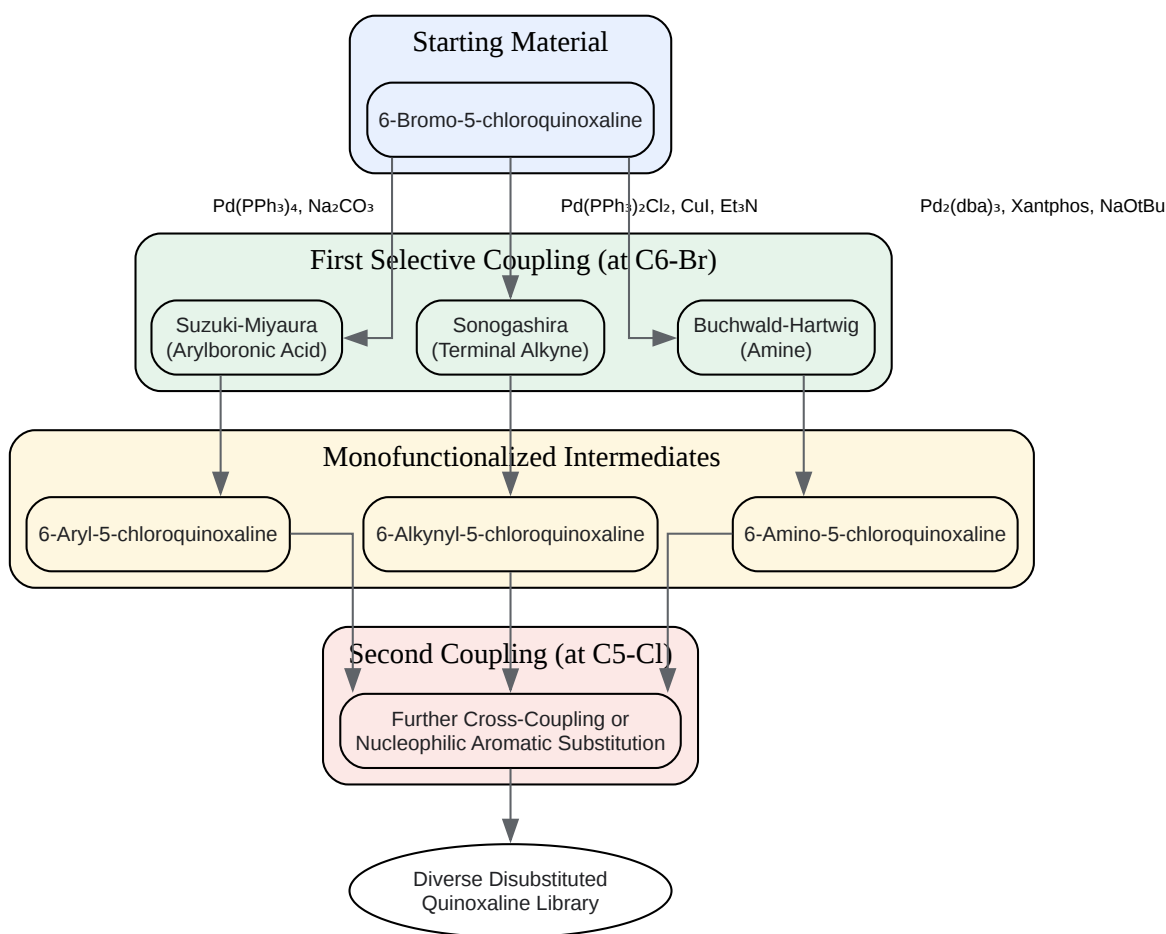 Starting Material
6-Bromo-5-chloroquinoxaline
Pd(PPh₃)₄, Na₂CO₃
Pd(PPh₃)₂Cl₂, CuI, Et₃N
Pd₂(dba)₃, Xantphos, NaOtBu
First Selective Coupling (at C6-Br)
Suzuki-Miyaura
(Arylboronic Acid)
Sonogashira
(Terminal Alkyne)
Buchwald-Hartwig
(Amine)
Monofunctionalized Intermediates
6-Aryl-5-chloroquinoxaline
6-Alkynyl-5-chloroquinoxaline
6-Amino-5-chloroquinoxaline
Second Coupling (at C5-Cl)
Further Cross-Coupling or
Nucleophilic Aromatic Substitution
Diverse Disubstituted
Quinoxaline Library